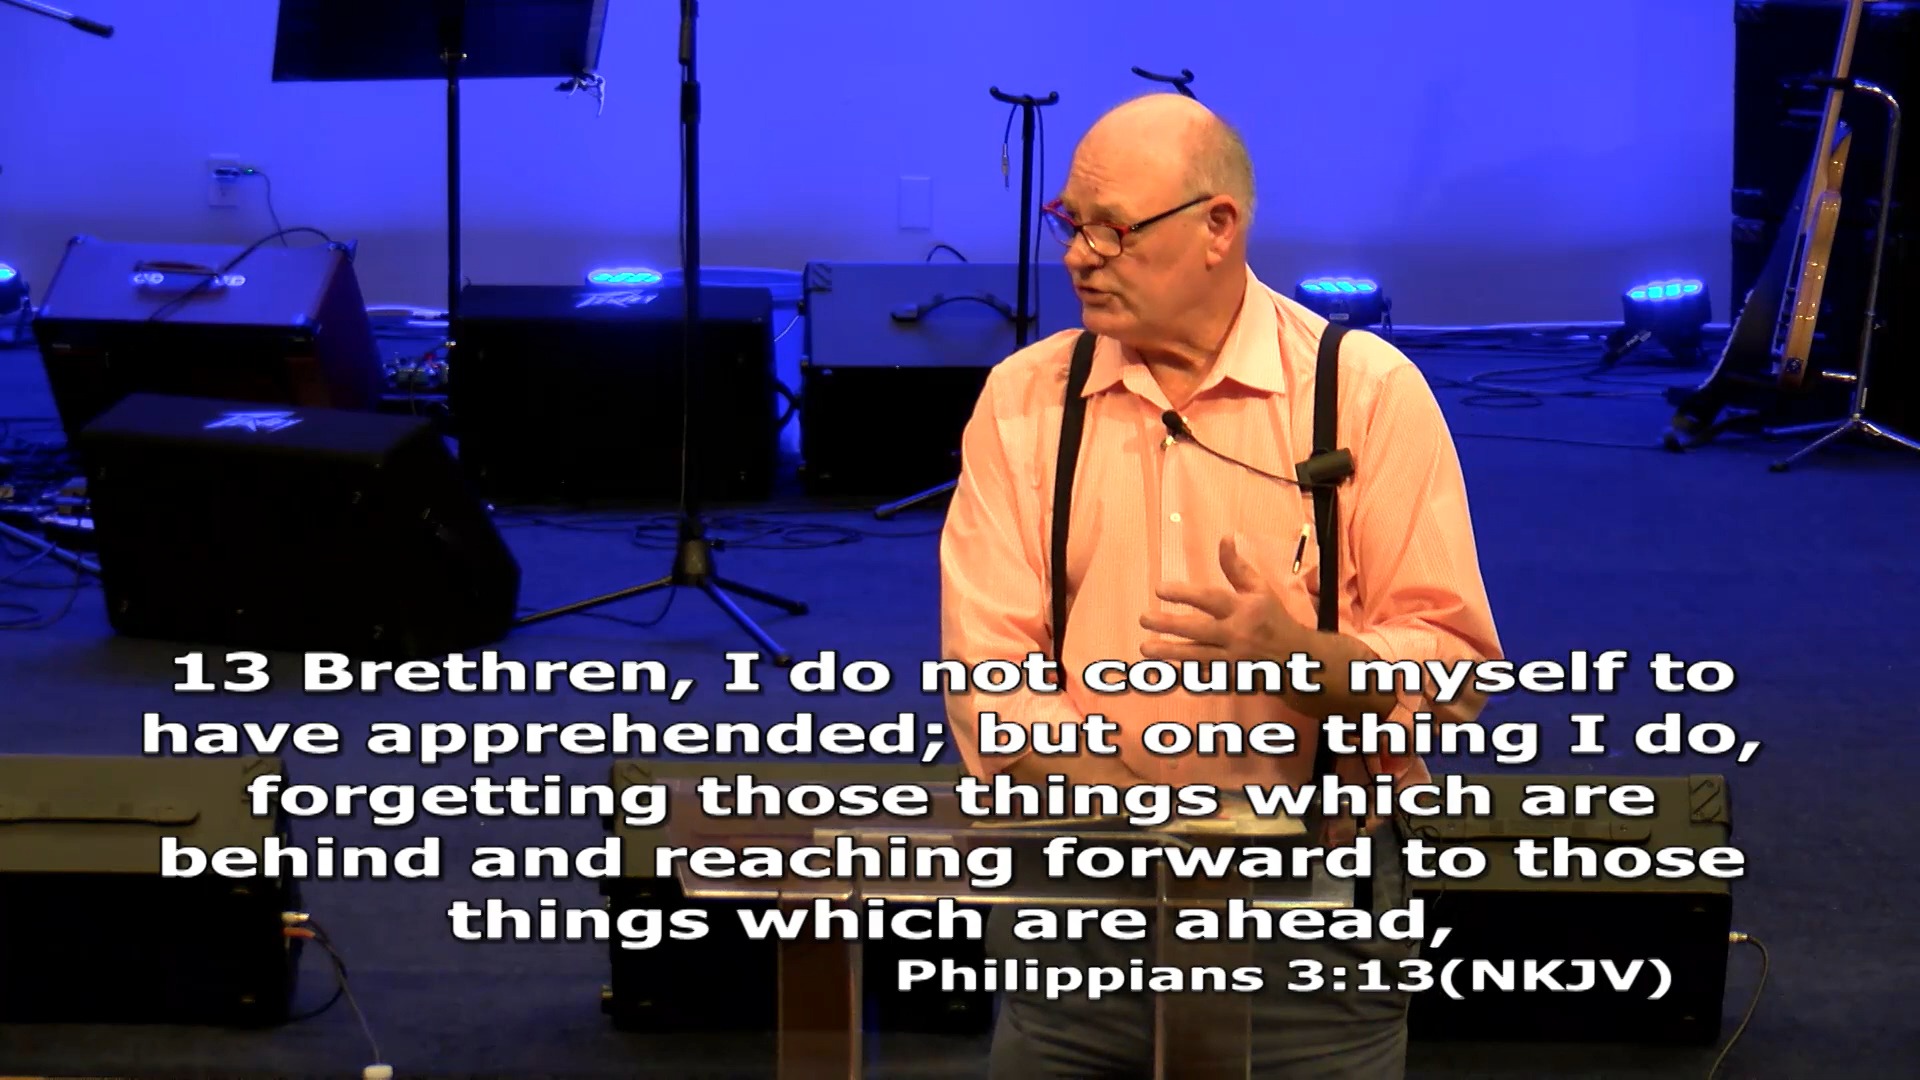 13 Brethren, I do not count myself to
have apprehended; but one thing I do,
forgetting those things which are
behind and reaching forward to those
things which are ahead,
Philippians 3:13(NKJV)